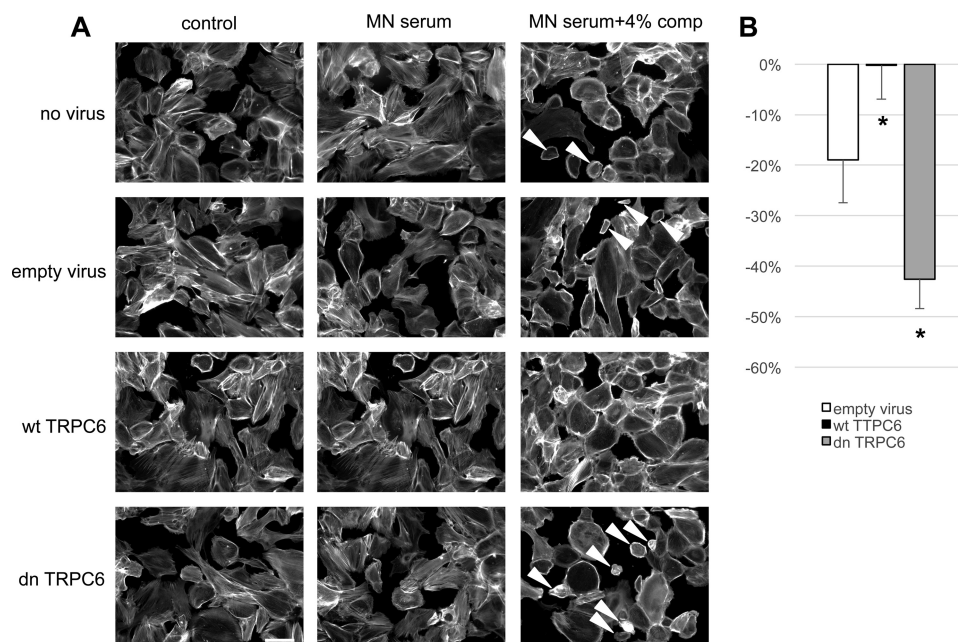 A
control
MN serum
MN serum+4% comp
B
no virus
empty virus
wt TRPC6
dn TRPC6
0%
-10%
-20%
-30%
-40%
-50%
-60%
*
*
empty virus
wt TTPC6
dn TRPC6